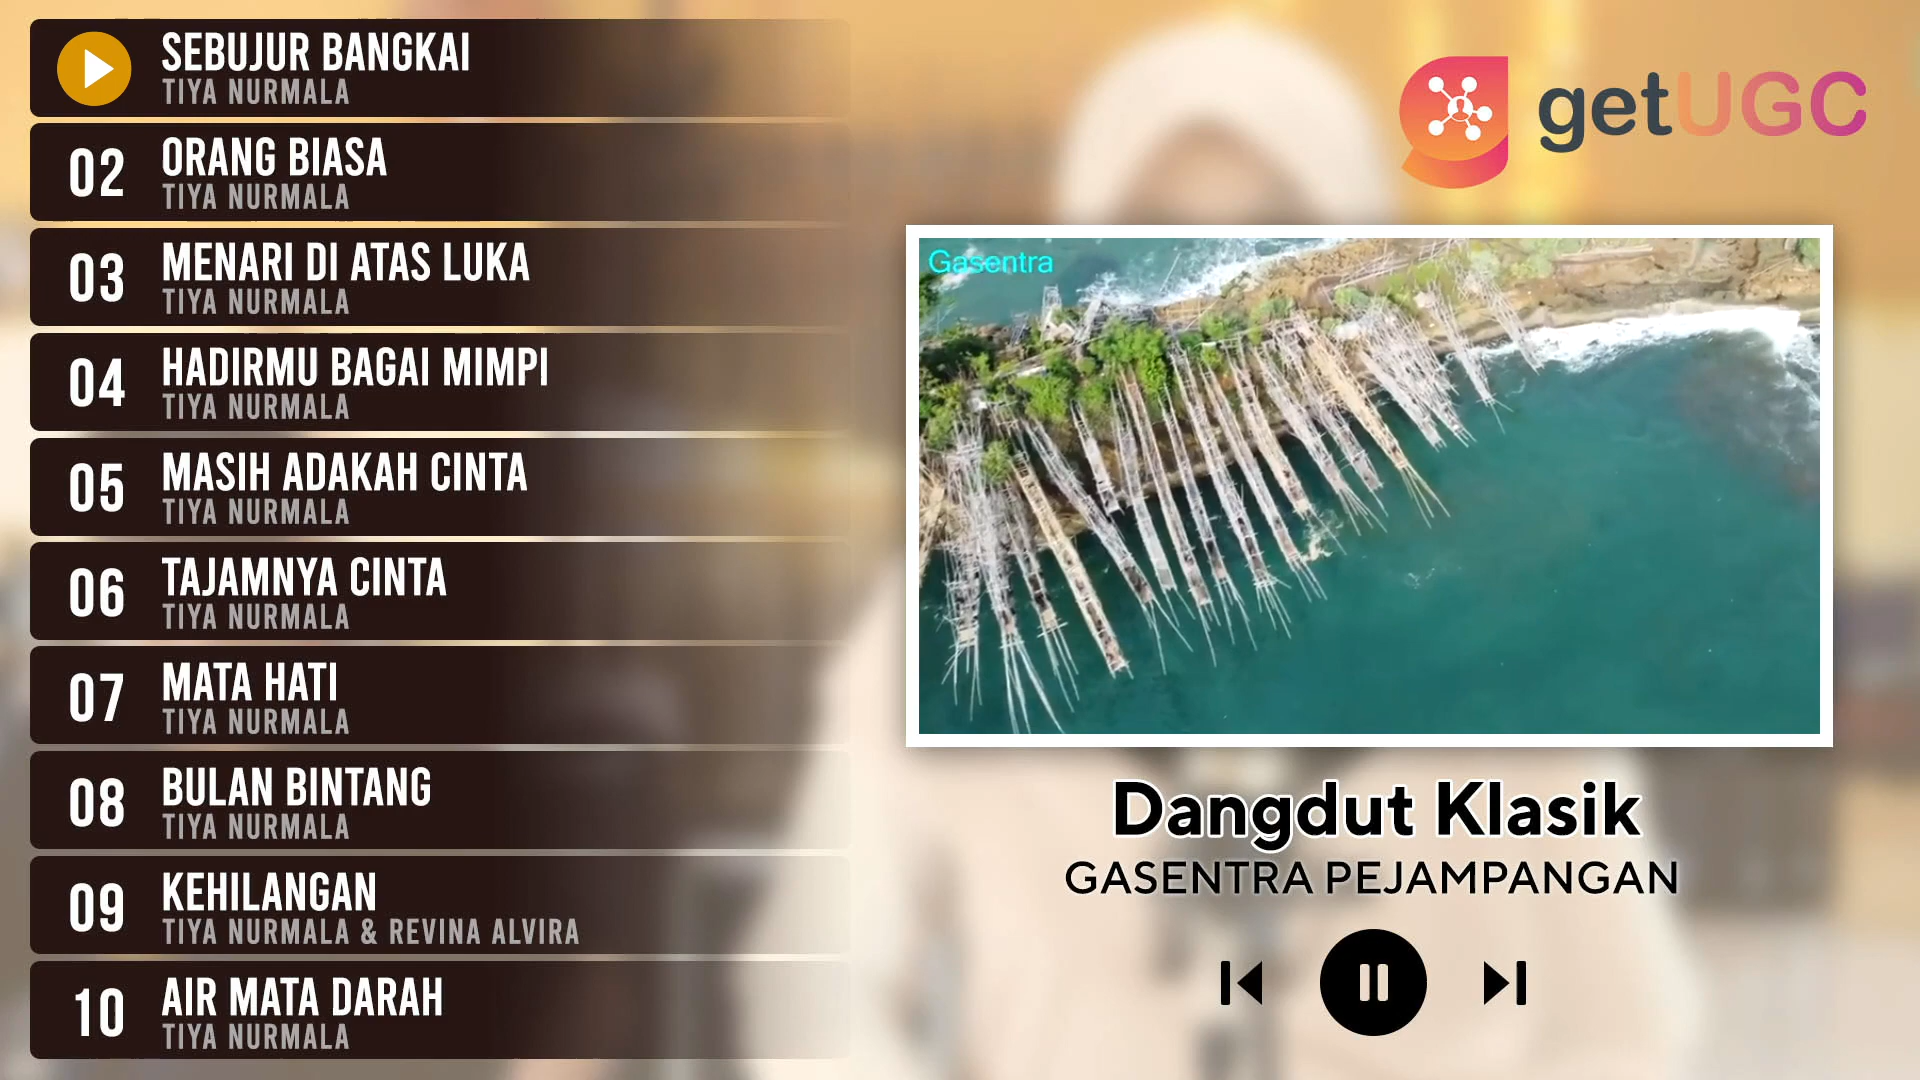 SEBUJUR BANGKAI
TIYA NURMALA
02
ORANG BIASA
TIYA NURMALA
03
MENARI DI ATAS LUKA
TIYA NURMALA
04
HADIRMU BAGAI MIMPI
TIYA NURMALA
05
MASIH ADAKAH CINTA
TIYA NURMALA
06
TAJAMNYA CINTA
TIYA NURMALA
07
MATA HATI
TIYA NURMALA
08
BULAN BINTANG
TIYA NURMALA
09
KEHILANGAN
TIYA NURMALA & REVINA ALVIRA
10
AIR MATA DARAH
TIYA NURMALA
getUGC
Gasentra
Dangdut Klasik
GASENTRA PEJAMPANGAN